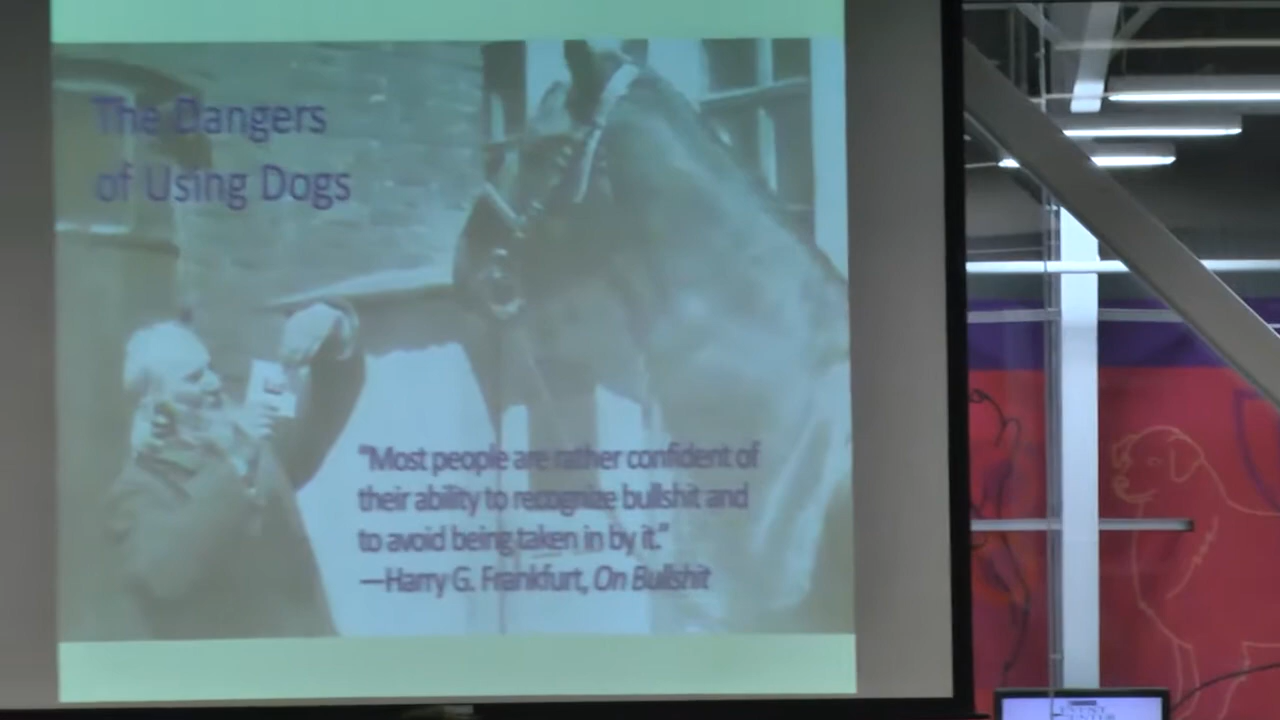 The Dangers
of Using Dogs
"Most people are rather confident of
their ability to recognize bullshit and
to avoid being taken in by it."
—Harry G. Frankfurt, On Bullshit